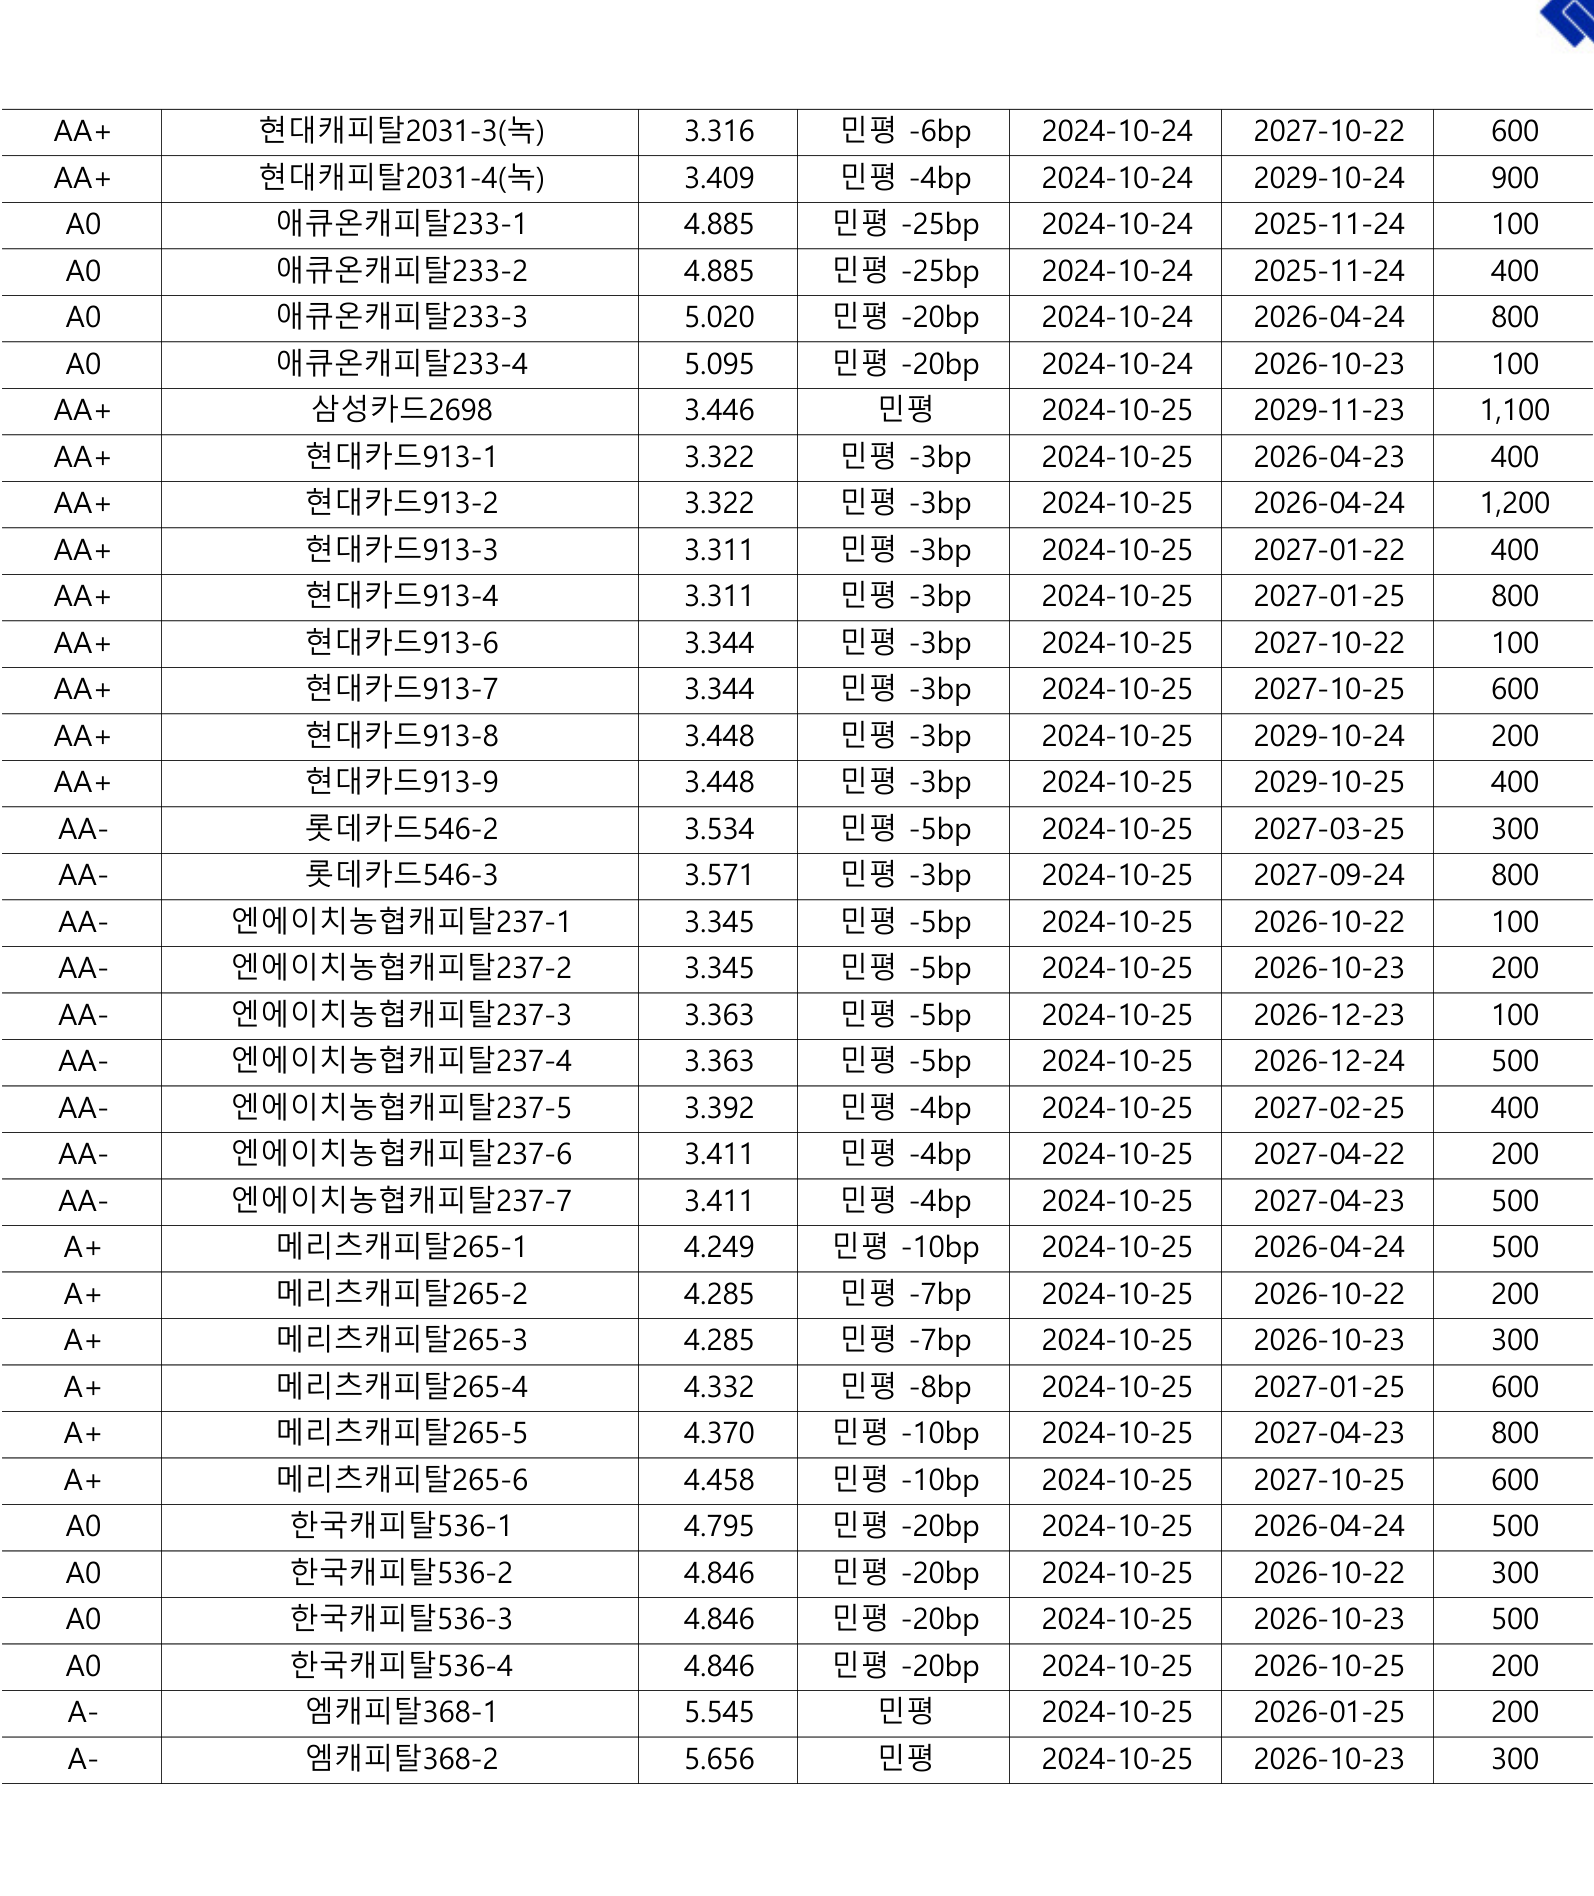 AA+ 현대캐피탈2031-3(녹) 3.316 민평 -6bp 2024-10-24 2027-10-22 600
AA+ 현대캐피탈2031-4(녹) 3.409 민평 -4bp 2024-10-24 2029-10-24 900
A0 애큐온캐피탈233-1 4.885 민평 -25bp 2024-10-24 2025-11-24 100
A0 애큐온캐피탈233-2 4.885 민평 -25bp 2024-10-24 2025-11-24 400
A0 애큐온캐피탈233-3 5.020 민평 -20bp 2024-10-24 2026-04-24 800
A0 애큐온캐피탈233-4 5.095 민평 -20bp 2024-10-24 2026-10-23 100
AA+ 삼성카드2698 3.446 민평 2024-10-25 2029-11-23 1,100
AA+ 현대카드913-1 3.322 민평 -3bp 2024-10-25 2026-04-23 400
AA+ 현대카드913-2 3.322 민평 -3bp 2024-10-25 2026-04-24 1,200
AA+ 현대카드913-3 3.311 민평 -3bp 2024-10-25 2027-01-22 400
AA+ 현대카드913-4 3.311 민평 -3bp 2024-10-25 2027-01-25 800
AA+ 현대카드913-6 3.344 민평 -3bp 2024-10-25 2027-10-22 100
AA+ 현대카드913-7 3.344 민평 -3bp 2024-10-25 2027-10-25 600
AA+ 현대카드913-8 3.448 민평 -3bp 2024-10-25 2029-10-24 200
AA+ 현대카드913-9 3.448 민평 -3bp 2024-10-25 2029-10-25 400
AA- 롯데카드546-2 3.534 민평 -5bp 2024-10-25 2027-03-25 300
AA- 롯데카드546-3 3.571 민평 -3bp 2024-10-25 2027-09-24 800
AA- 엔에이치농협캐피탈237-1 3.345 민평 -5bp 2024-10-25 2026-10-22 100
AA- 엔에이치농협캐피탈237-2 3.345 민평 -5bp 2024-10-25 2026-10-23 200
AA- 엔에이치농협캐피탈237-3 3.363 민평 -5bp 2024-10-25 2026-12-23 100
AA- 엔에이치농협캐피탈237-4 3.363 민평 -5bp 2024-10-25 2026-12-24 500
AA- 엔에이치농협캐피탈237-5 3.392 민평 -4bp 2024-10-25 2027-02-25 400
AA- 엔에이치농협캐피탈237-6 3.411 민평 -4bp 2024-10-25 2027-04-22 200
AA- 엔에이치농협캐피탈237-7 3.411 민평 -4bp 2024-10-25 2027-04-23 500
A+ 메리츠캐피탈265-1 4.249 민평 -10bp 2024-10-25 2026-04-24 500
A+ 메리츠캐피탈265-2 4.285 민평 -7bp 2024-10-25 2026-10-22 200
A+ 메리츠캐피탈265-3 4.285 민평 -7bp 2024-10-25 2026-10-23 300
A+ 메리츠캐피탈265-4 4.332 민평 -8bp 2024-10-25 2027-01-25 600
A+ 메리츠캐피탈265-5 4.370 민평 -10bp 2024-10-25 2027-04-23 800
A+ 메리츠캐피탈265-6 4.458 민평 -10bp 2024-10-25 2027-10-25 600
A0 한국캐피탈536-1 4.795 민평 -20bp 2024-10-25 2026-04-24 500
A0 한국캐피탈536-2 4.846 민평 -20bp 2024-10-25 2026-10-22 300
A0 한국캐피탈536-3 4.846 민평 -20bp 2024-10-25 2026-10-23 500
A0 한국캐피탈536-4 4.846 민평 -20bp 2024-10-25 2026-10-25 200
A- 엠캐피탈368-1 5.545 민평 2024-10-25 2026-01-25 200
A- 엠캐피탈368-2 5.656 민평 2024-10-25 2026-10-23 300